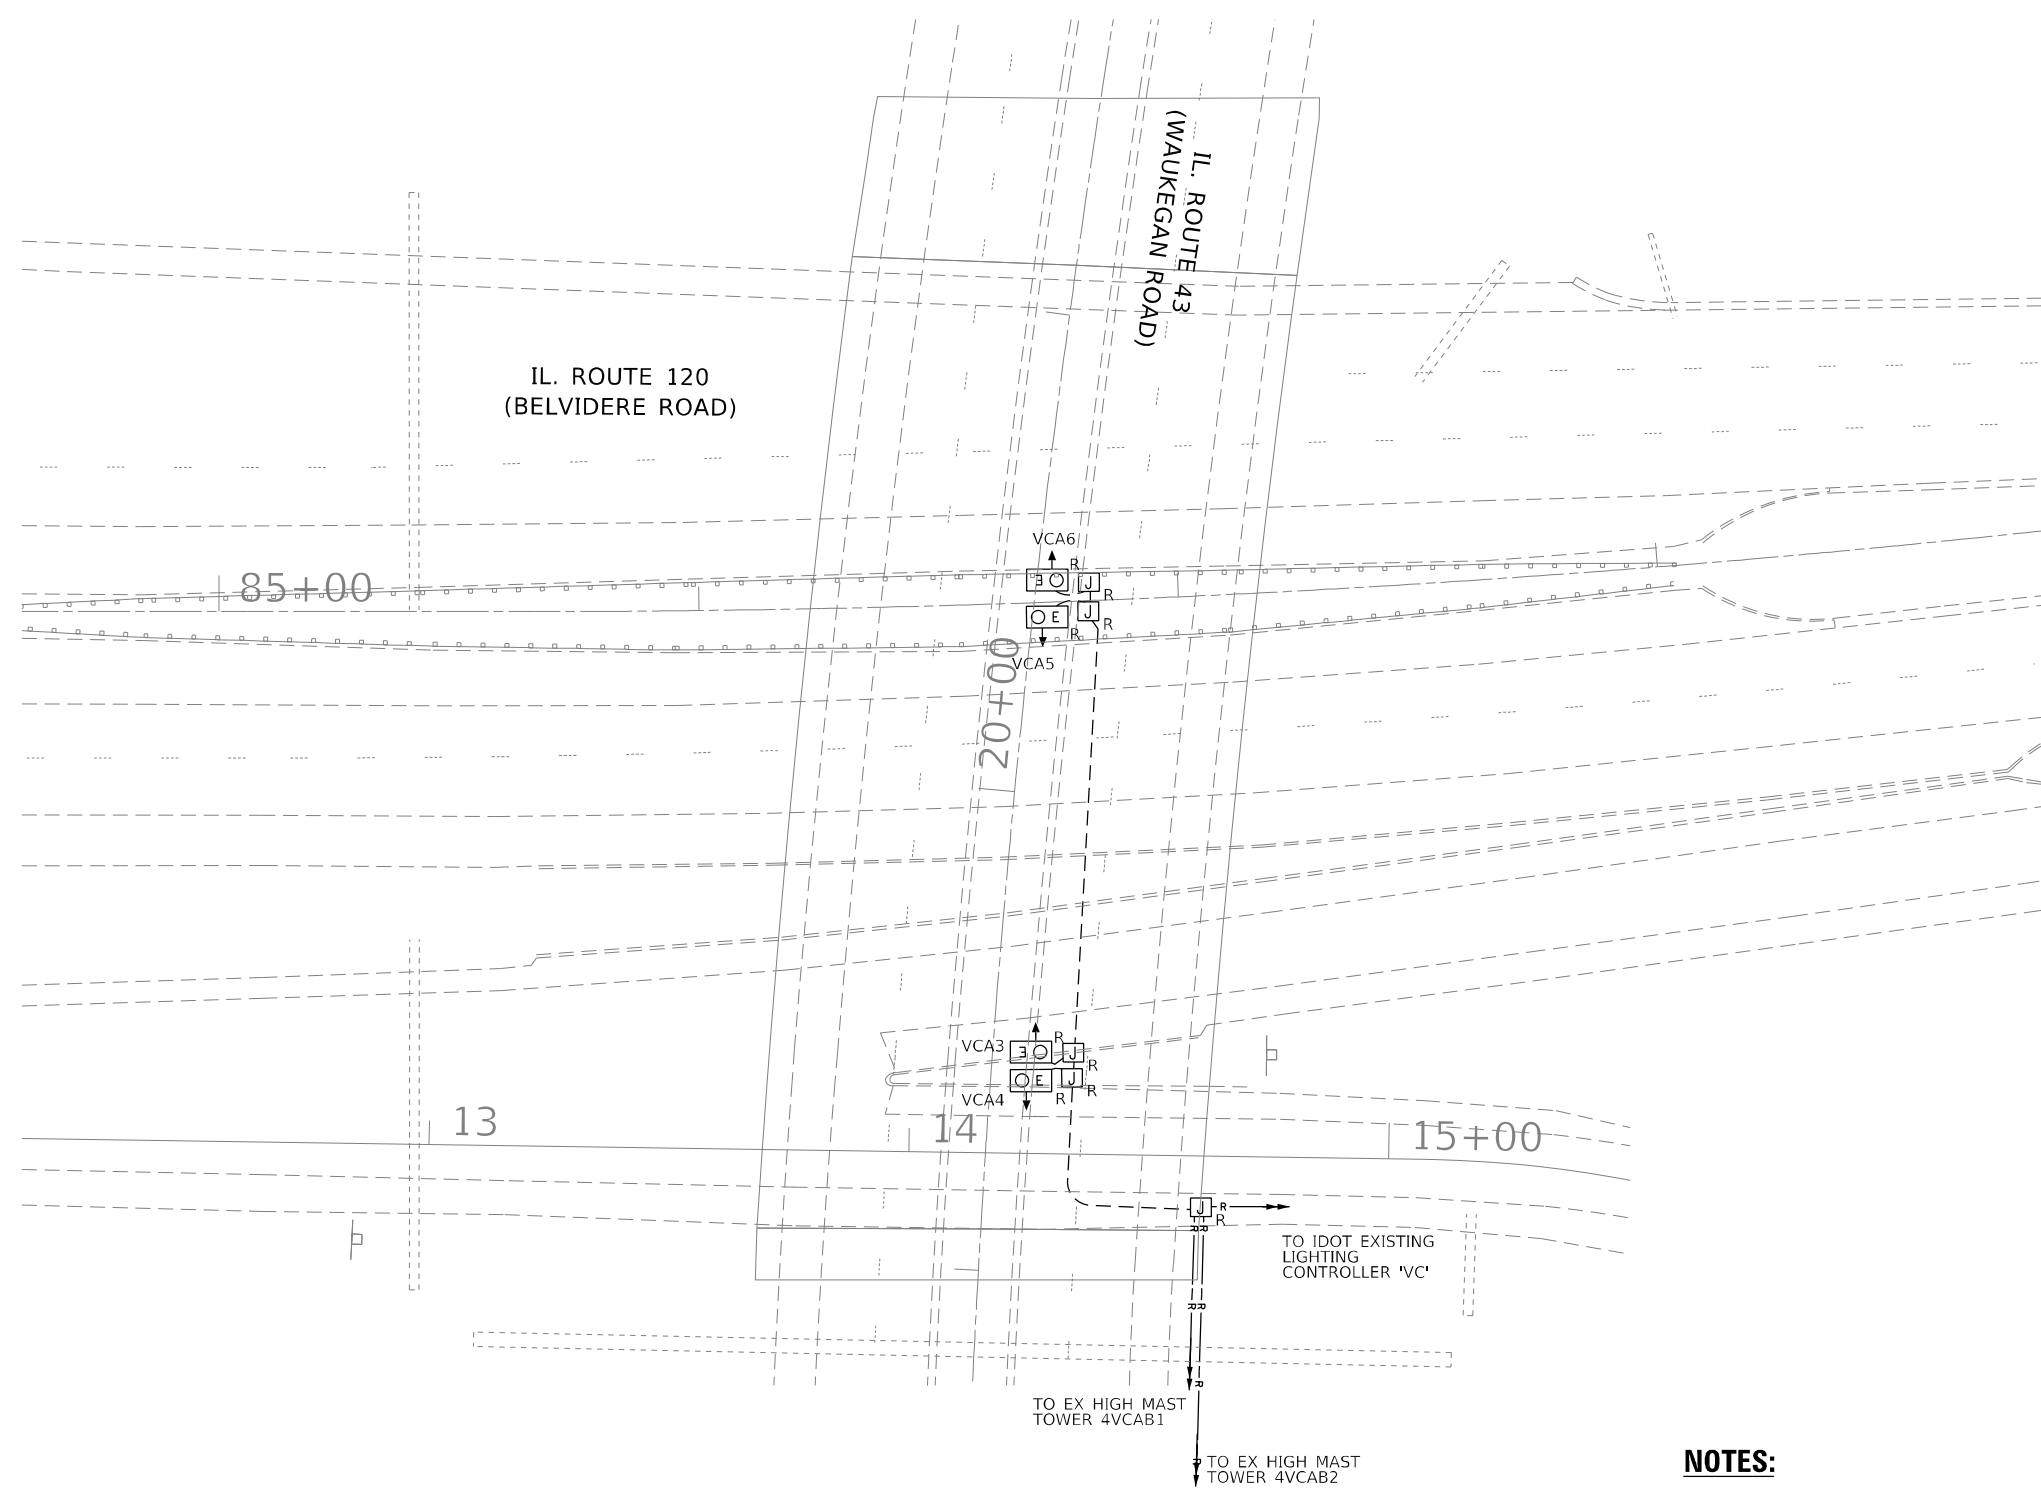 IL. ROUTE 43
(WAUKEGAN ROAD)
IL. ROUTE 120
(BELVIDERE ROAD)
VCA6
R
E
J
85+00
R
J
E
R
R
VCA5
20+00
R
VCA3
E
J
R
E
J
R
VCA4
R
13
14
15+00
J
R
R
R
R
TO IDOT EXISTING
LIGHTING
CONTROLLER 'VC'
R
R
R
TO EX HIGH MAST
TOWER 4VCAB1
R
TO EX HIGH MAST
TOWER 4VCAB2
NOTES: